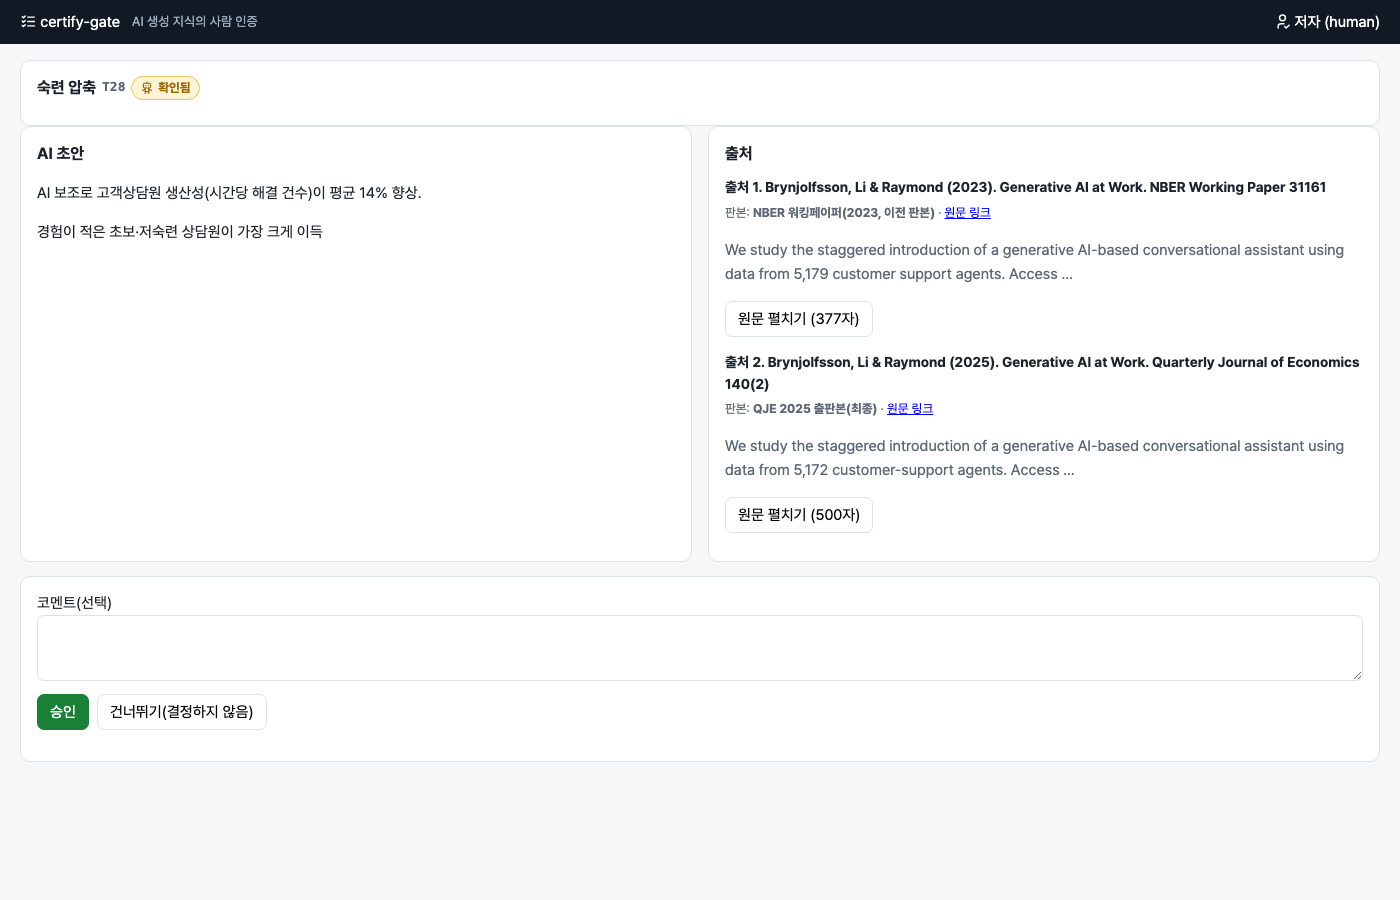 certify-gate AI 생성 지식의 사람 인증
저자 (human)
숙련 압축 T28 확인됨
AI 초안
AI 보조로 고객상담원 생산성(시간당 해결 건수)이 평균 14% 향상.
경험이 적은 초보·저숙련 상담원이 가장 크게 이득
출처
출처 1. Brynjolfsson, Li & Raymond (2023). Generative AI at Work. NBER Working Paper 31161
판본: NBER 워킹페이퍼(2023, 이전 판본) · 원문 링크
We study the staggered introduction of a generative AI-based conversational assistant using
data from 5,179 customer support agents. Access ...
원문 펼치기 (377자)
출처 2. Brynjolfsson, Li & Raymond (2025). Generative AI at Work. Quarterly Journal of Economics
140(2)
판본: QJE 2025 출판본(최종) · 원문 링크
We study the staggered introduction of a generative AI-based conversational assistant using
data from 5,172 customer-support agents. Access ...
원문 펼치기 (500자)
코멘트(선택)
승인
건너뛰기(결정하지 않음)